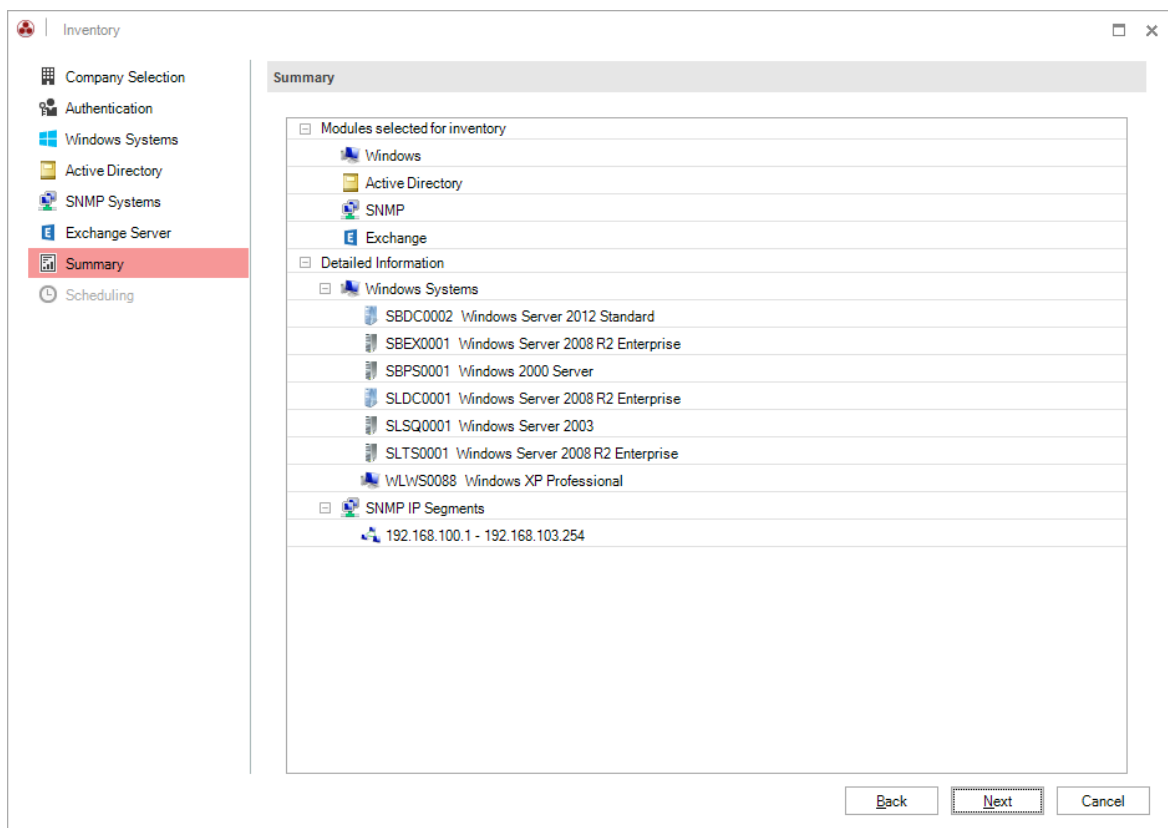 Inventory
Company Selection
Authentication
Windows Systems
Active Directory
SNMP Systems
Exchange Server
Summary
Scheduling
Summary
Modules selected for inventory
Windows
Active Directory
SNMP
Exchange
Detailed Information
Windows Systems
SBDC0002 Windows Server 2012 Standard
SBEX0001 Windows Server 2008 R2 Enterprise
SBPS0001 Windows 2000 Server
SLDC0001 Windows Server 2008 R2 Enterprise
SLSQ0001 Windows Server 2003
SLTS0001 Windows Server 2008 R2 Enterprise
WLWS0088 Windows XP Professional
SNMP IP Segments
192.168.100.1 - 192.168.103.254
Back Next Cancel